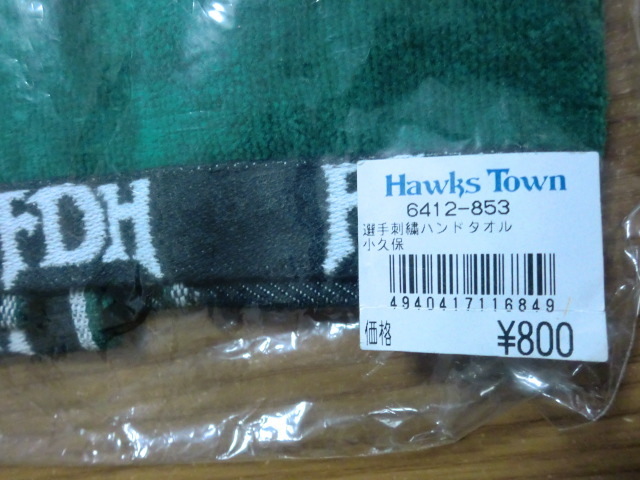 FDH
Hawks Town
6412-853
選手刺繍ハンドタオル
小久保
4940417116849
価格 ¥800